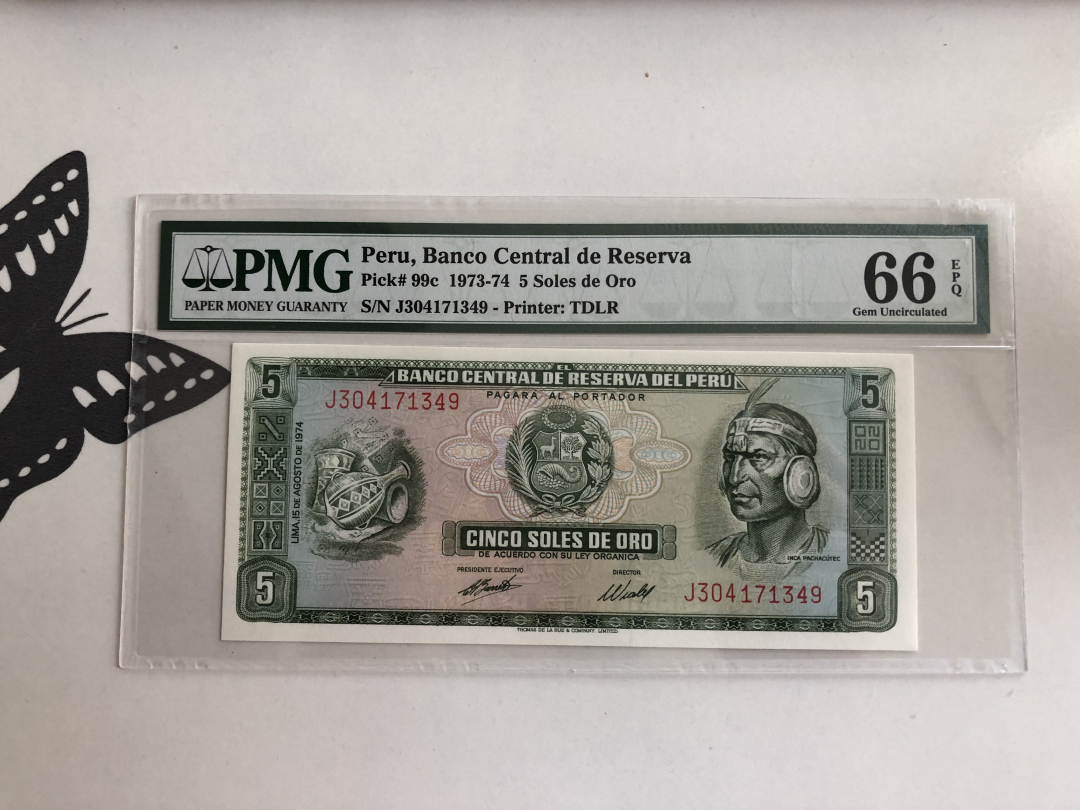 PMG
PAPER MONEY GUARANTY
Peru, Banco Central de Reserva
Pick# 99c 1973-74 5 Soles de Oro
S/N J304171349 - Printer: TDLR
66 EPQ
Gem Uncirculated
5
EL
BANCO CENTRAL DE RESERVA DEL PERÚ
5
PAGARÁ AL PORTADOR
J304171349
LIMA, 15 DE AGOSTO DE 1974
CINCO SOLES DE ORO
DE ACUERDO CON SU LEY ORGANICA
INCA PACHACÚTEC
PRESIDENTE EJECUTIVO
DIRECTOR
J304171349
5
5
THOMAS DE LA RUE & COMPANY, LIMITED